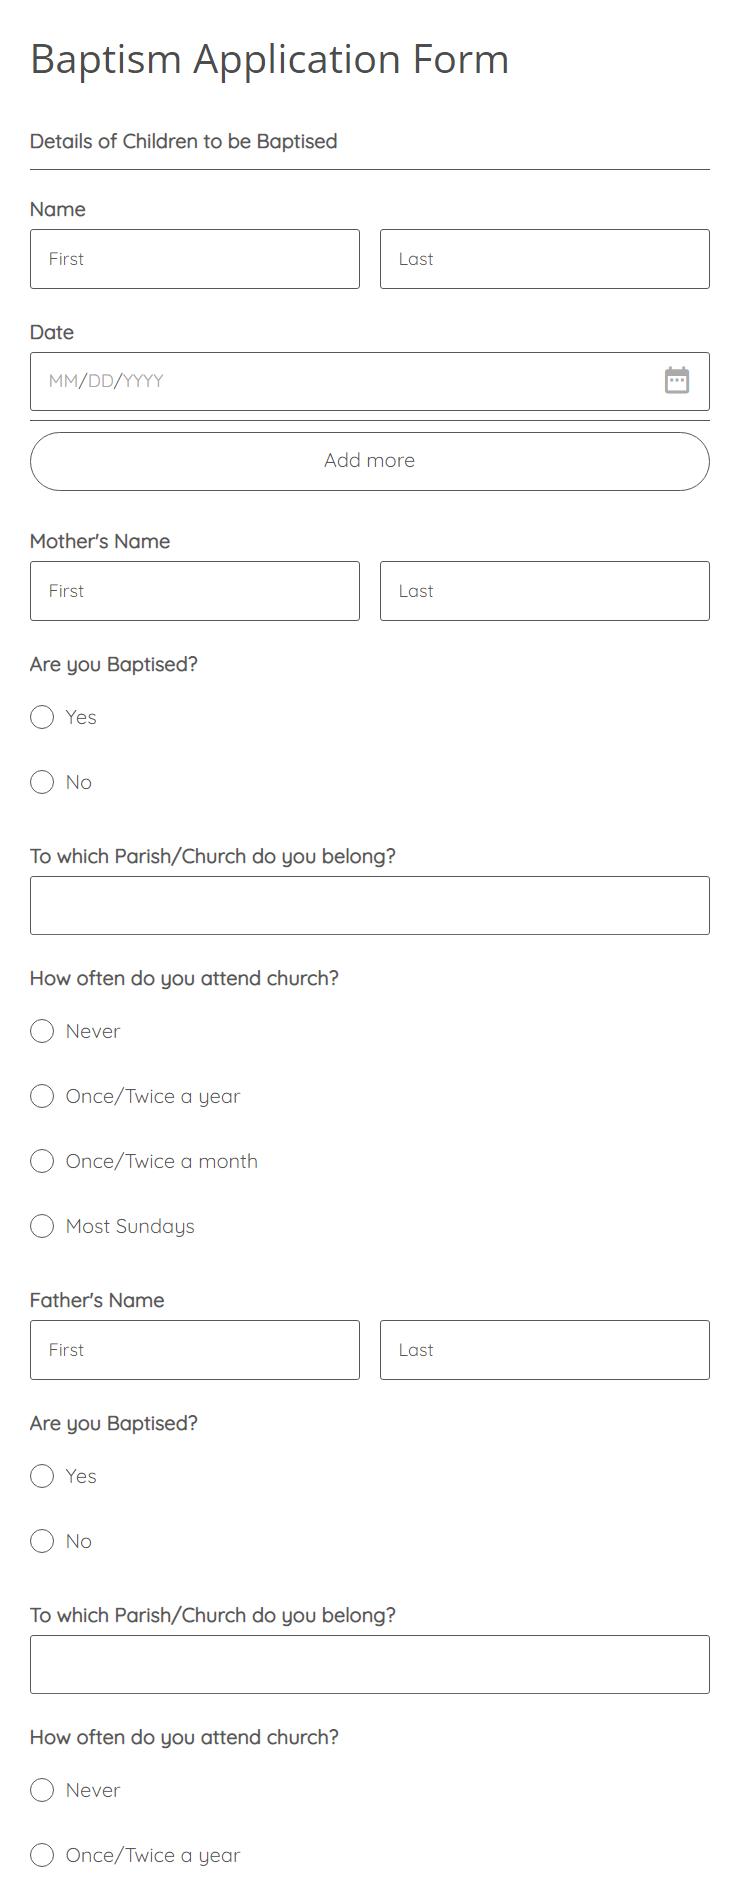 Baptism Application Form
Details of Children to be Baptised
Name
First Last
Date
MM/DD/YYYY
Add more
Mother's Name
First Last
Are you Baptised?
Yes
No
To which Parish/Church do you belong?
How often do you attend church?
Never
Once/Twice a year
Once/Twice a month
Most Sundays
Father's Name
First Last
Are you Baptised?
Yes
No
To which Parish/Church do you belong?
How often do you attend church?
Never
Once/Twice a year